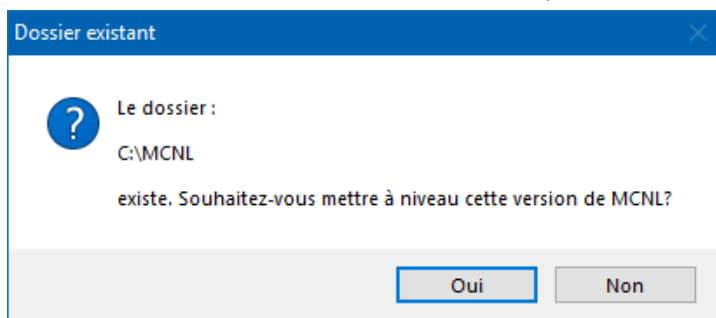 Dossier existant
Le dossier :
C:\MCNL
existe. Souhaitez-vous mettre à niveau cette version de MCNL?
Oui
Non